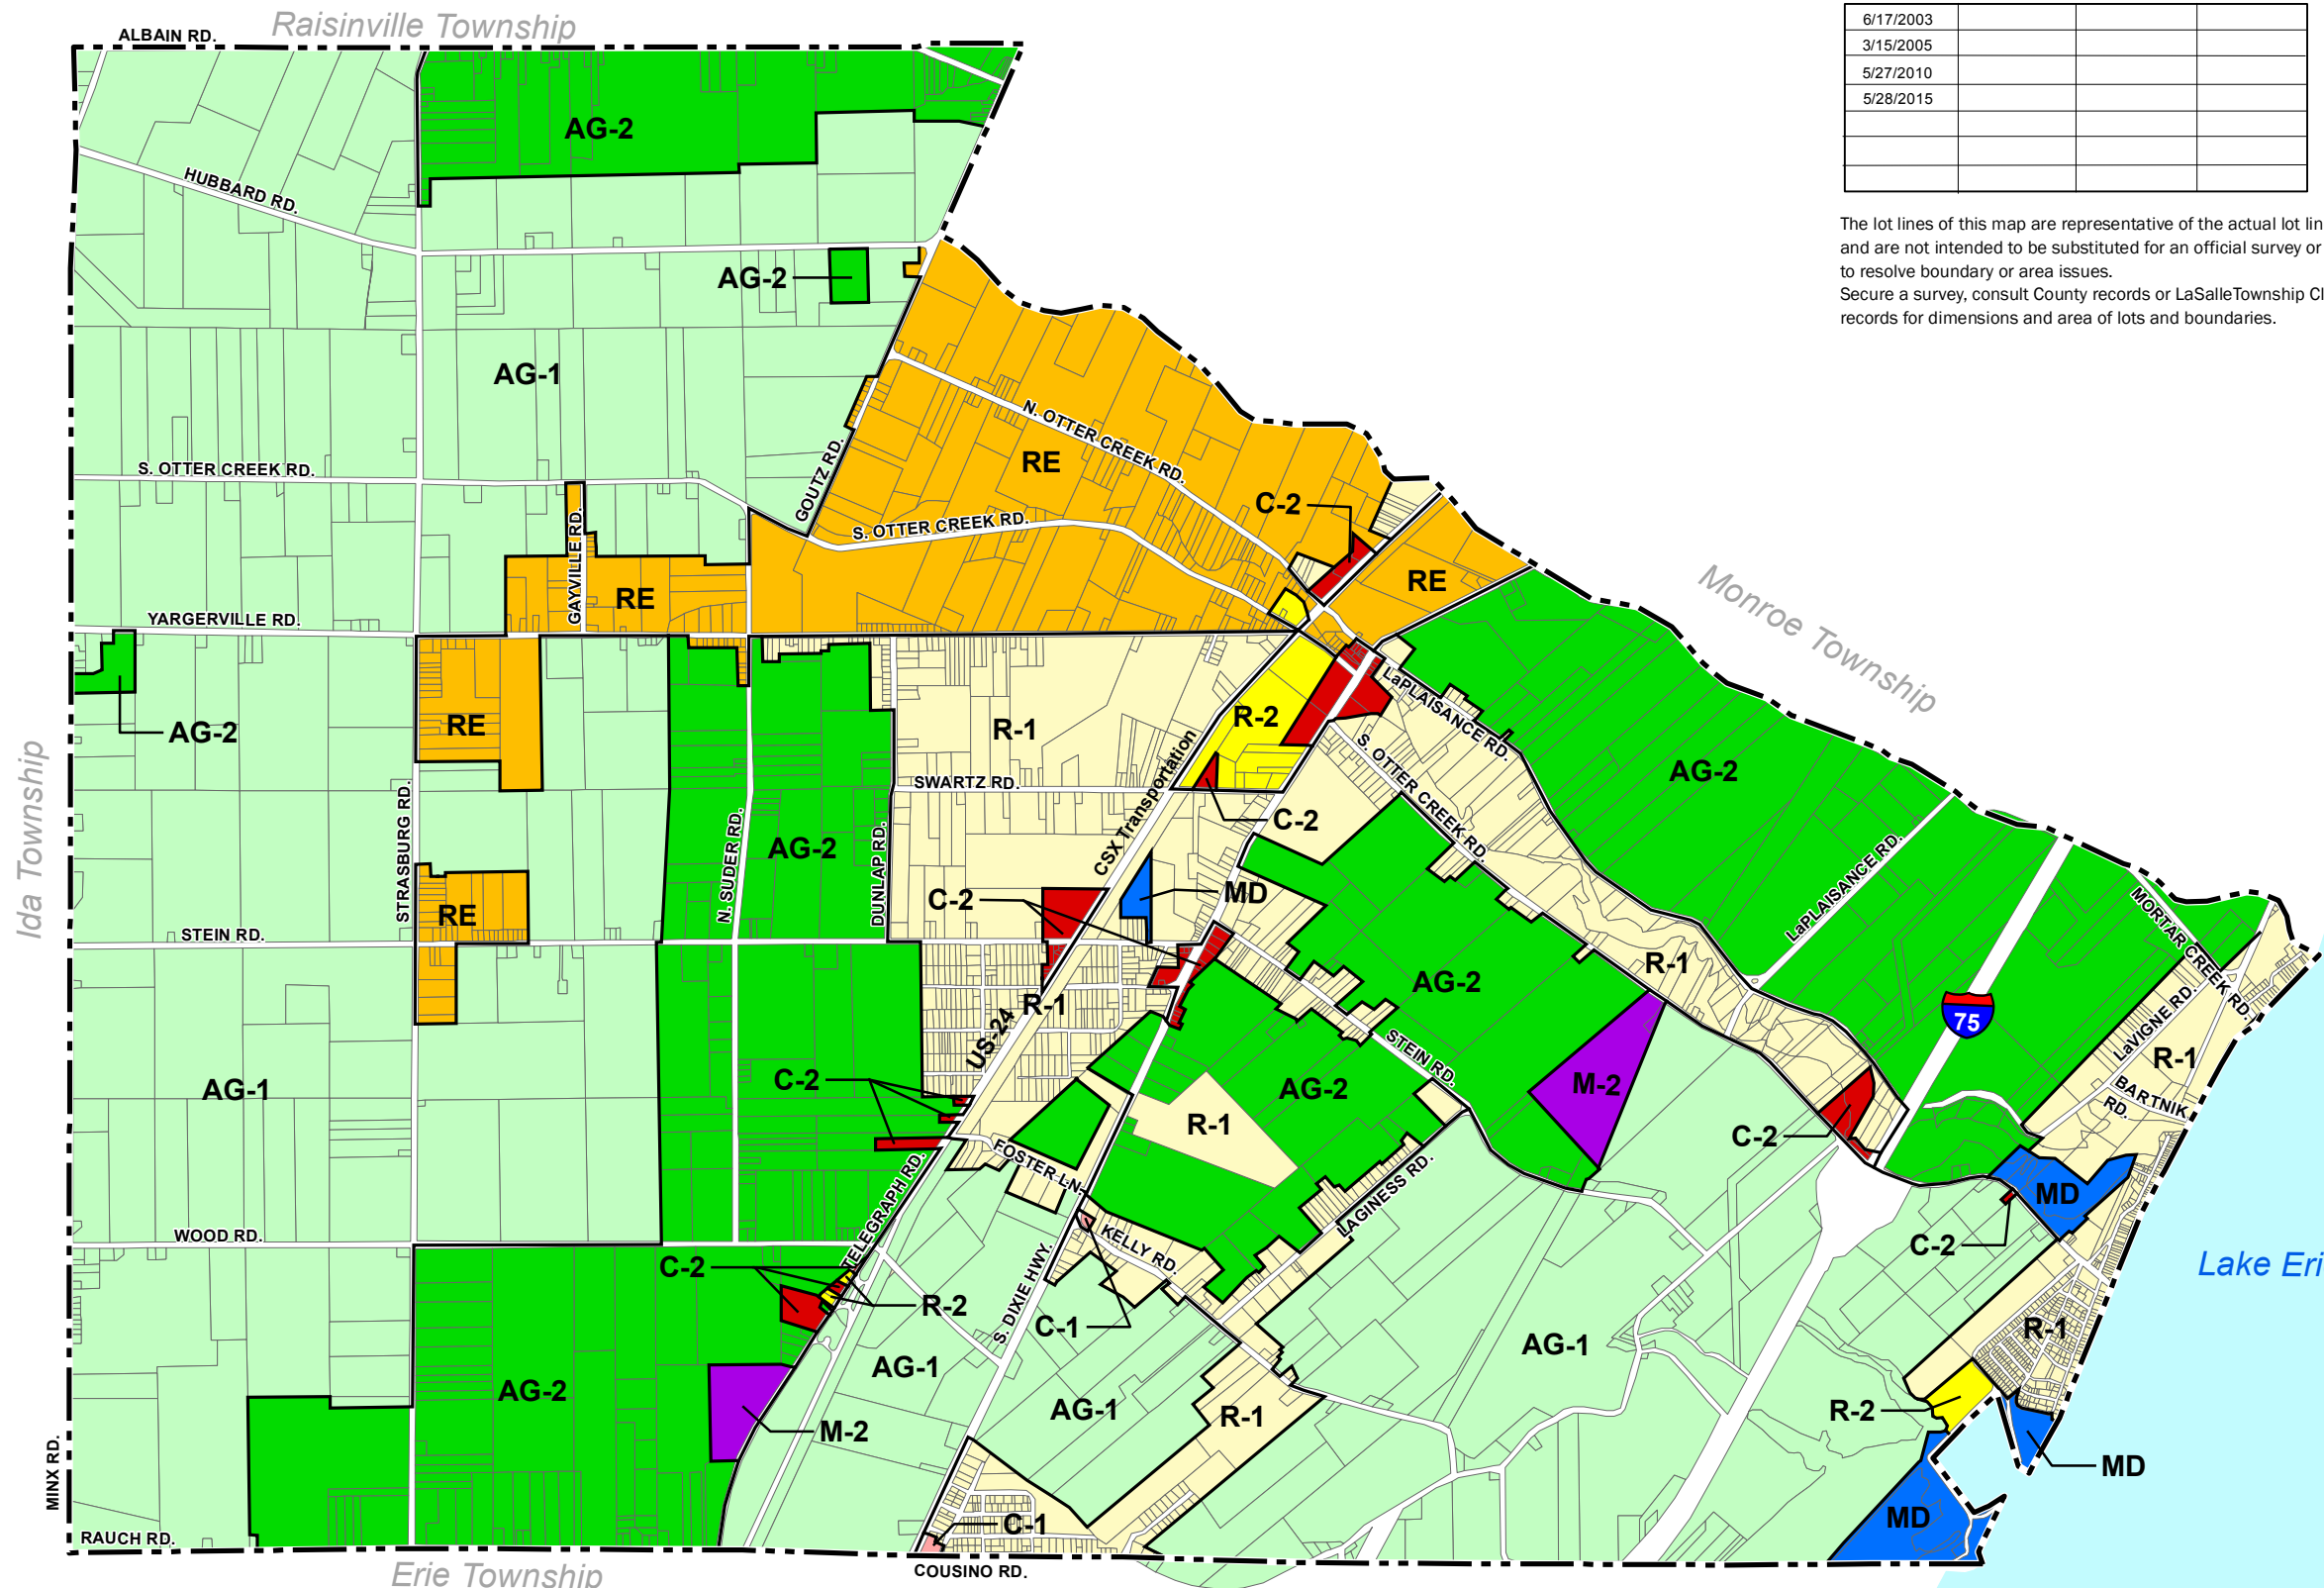 Raisinville Township
ALBAIN RD.
6/17/2003
3/15/2005
5/27/2010
5/28/2015
The lot lines of this map are representative of the actual lot lin
and are not intended to be substituted for an official survey or
to resolve boundary or area issues.
Secure a survey, consult County records or LaSalleTownship Cl
records for dimensions and area of lots and boundaries.
AG-2
HUBBARD RD.
AG-2
AG-1
N. OTTER CREEK RD.
RE
S. OTTER CREEK RD.
GOUTZ RD.
C-2
S. OTTER CREEK RD.
GAYVILLE RD.
RE
RE
Monroe Township
YARGERVILLE RD.
AG-2
RE
R-1
R-2
LaPLAISANCE RD.
CSX Transportation
S. OTTER CREEK RD.
AG-2
Ida Township
STRASBURG RD.
SWARTZ RD.
N. SUDER RD.
AG-2
DUNLAP RD.
C-2
LaPLAISANCE RD.
RE
C-2
MD
MORTAR CREEK RD.
STEIN RD.
R-1
AG-2
R-1
US-24
75
LaVIGNE RD.
R-1
STEIN RD.
AG-1
C-2
AG-2
M-2
BARTNIK
RD.
R-1
C-2
FOSTER LN.
TELEGRAPH RD.
LAGINESS RD.
MD
WOOD RD.
KELLY RD.
C-2
C-2
Lake Eri
R-2
S. DIXIE HWY.
C-1
R-1
AG-1
AG-1
AG-2
AG-1
R-1
R-2
M-2
MD
MINX RD.
C-1
MD
RAUCH RD.
Erie Township
COUSINO RD.